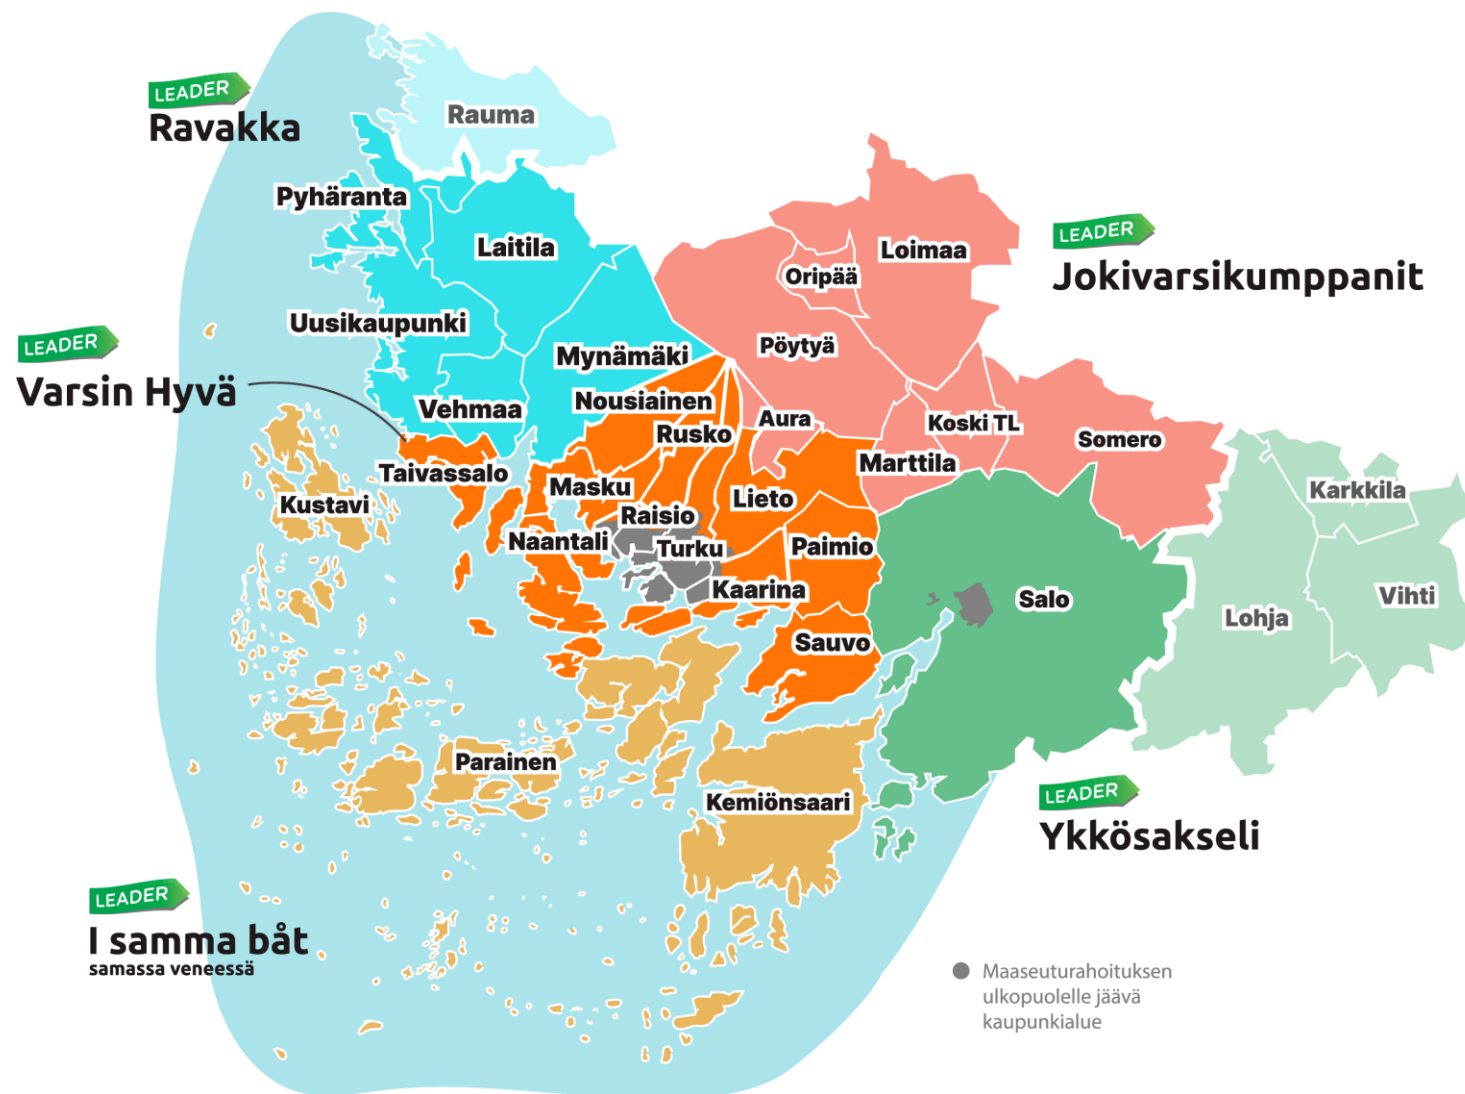 LEADER
Ravakka
Rauma
Pyhäranta
Laitila
Loimaa
LEADER
Jokivarsikumppanit
Oripää
Uusikaupunki
LEADER
Varsin Hyvä
Mynämäki
Pöytyä
Vehmaa
Nousiainen
Rusko
Aura
Koski TL
Somero
Taivassalo
Marttila
Kustavi
Masku
Lieto
Karkkila
Raisio
Naantali
Turku
Paimio
Kaarina
Salo
Vihti
Lohja
Sauvo
Parainen
Kemiönsaari
LEADER
Ykkösakseli
LEADER
I samma båt
samassa veneessä
Maaseuturahoituksen
ulkopuolelle jäävä
kaupunkialue